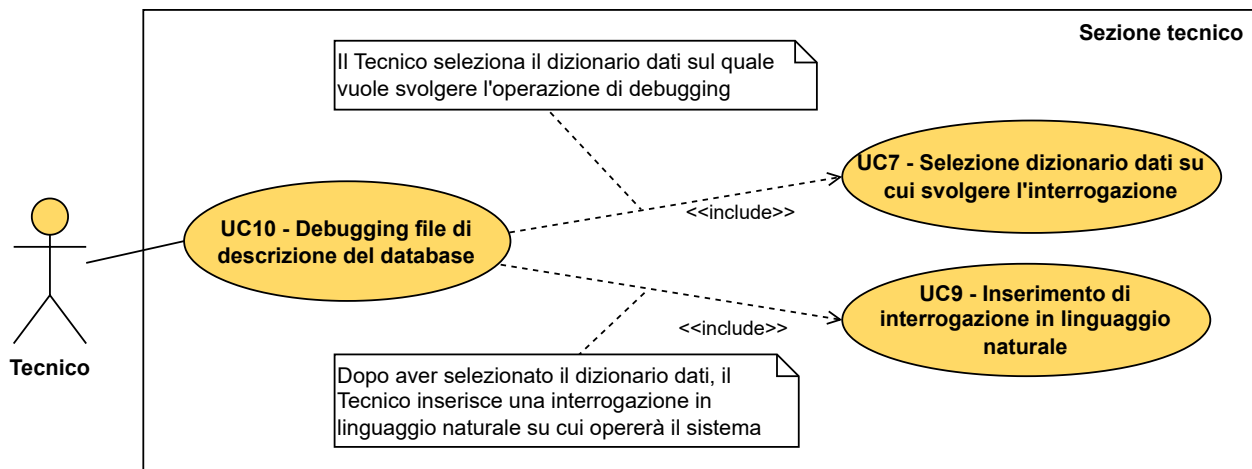 Sezione tecnico
Il Tecnico seleziona il dizionario dati sul quale
vuole svolgere l'operazione di debugging
UC7 - Selezione dizionario dati su
cui svolgere l'interrogazione
<<include>>
UC10 - Debugging file di
descrizione del database
UC9 - Inserimento di
interrogazione in linguaggio
naturale
<<include>>
Tecnico
Dopo aver selezionato il dizionario dati, il
Tecnico inserisce una interrogazione in
linguaggio naturale su cui opererà il sistema